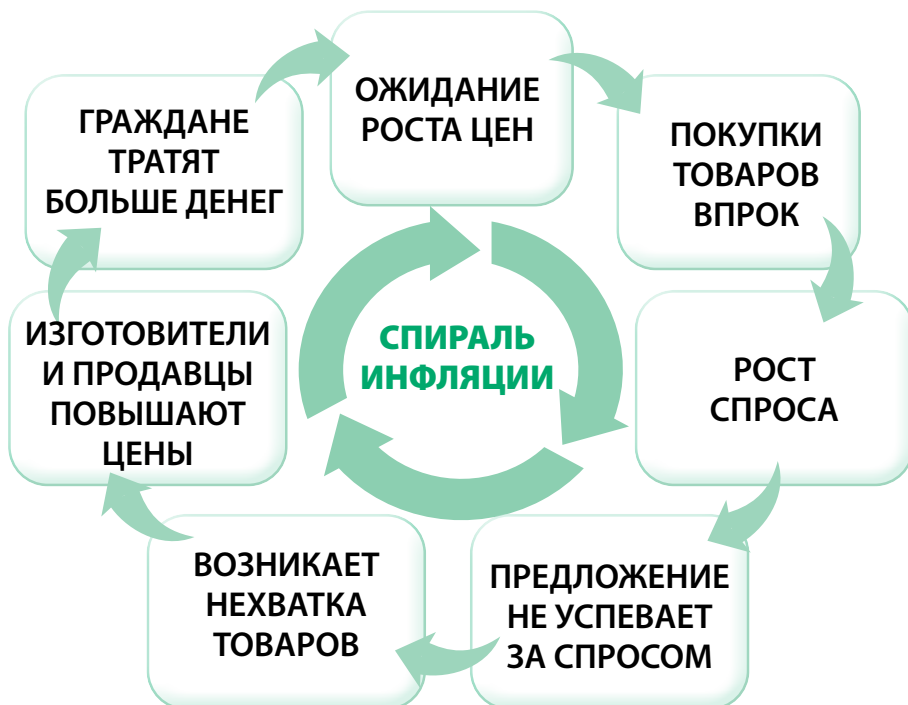 ОЖИДАНИЕ
РОСТА ЦЕН
ПОКУПКИ
ТОВАРОВ
ВПРОК
РОСТ
СПРОСА
ПРЕДЛОЖЕНИЕ
НЕ УСПЕВАЕТ
ЗА СПРОСОМ
ВОЗНИКАЕТ
НЕХВАТКА
ТОВАРОВ
ИЗГОТОВИТЕЛИ
И ПРОДАВЦЫ
ПОВЫШАЮТ
ЦЕНЫ
ГРАЖДАНЕ
ТРАТЯТ
БОЛЬШЕ ДЕНЕГ
СПИРАЛЬ
ИНФЛЯЦИИ